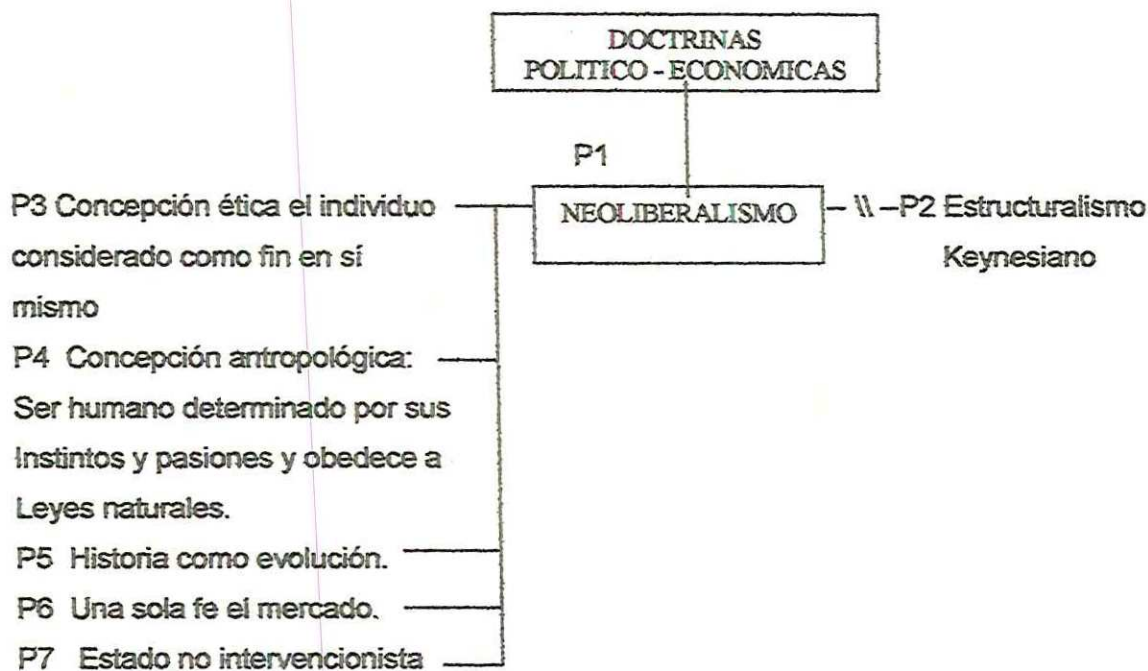 DOCTRINAS
POLITICO - ECONOMICAS
P1
NEOLIBERALISMO
P3 Concepción ética el individuo
considerado como fin en sí
mismo
P4 Concepción antropológica:
Ser humano determinado por sus
Instintos y pasiones y obedece a
Leyes naturales.
P5 Historia como evolución.
P6 Una sola fe el mercado.
P7 Estado no intervencionista
– \\ –P2 Estructuralismo
Keynesiano